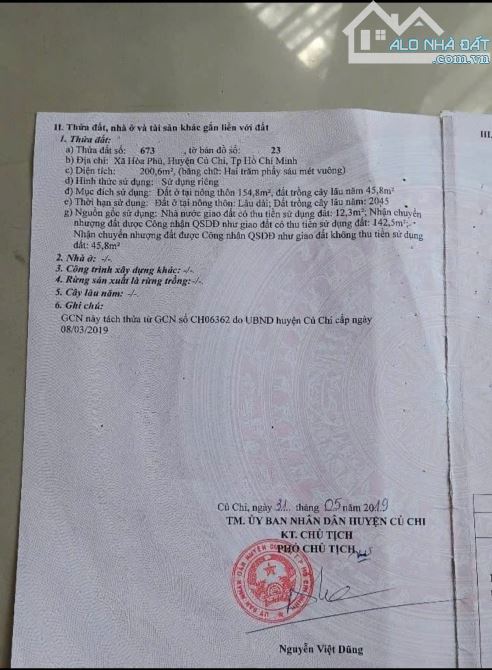 ALO NHÀ ĐẤT
.com.vn
II. Thửa đất, nhà ở và tài sản khác gắn liền với đất
III.
1. Thửa đất:
a) Thửa đất số: 673 , tờ bản đồ số: 23
b) Địa chỉ: Xã Hòa Phú, Huyện Củ Chi, Tp Hồ Chí Minh
c) Diện tích: 200,6m², (bằng chữ: Hai trăm phẩy sáu mét vuông)
d) Hình thức sử dụng: Sử dụng riêng
đ) Mục đích sử dụng: Đất ở tại nông thôn 154,8m², đất trồng cây lâu năm 45,8m²
e) Thời hạn sử dụng: Đất ở tại nông thôn: Lâu dài; Đất trồng cây lâu năm: 2045
g) Nguồn gốc sử dụng: Nhà nước giao đất có thu tiền sử dụng đất: 12,3m²; Nhận chuyển
nhượng đất được Công nhận QSDĐ như giao đất có thu tiền sử dụng đất: 142,5m²;
Nhận chuyển nhượng đất được Công nhận QSDĐ như giao đất không thu tiền sử dụng
đất: 45,8m²
2. Nhà ở: -/-
3. Công trình xây dựng khác: -/-
4. Rừng sản xuất là rừng trồng:-/-
5. Cây lâu năm: -/-
6. Ghi chú:
GCN này tách thửa từ GCN số CH06362 do UBND huyện Củ Chi cấp ngày
08/03/2019
Củ Chi, ngày 31 tháng 05 năm 2019
TM. ỦY BAN NHÂN DÂN HUYỆN CỦ CHI
KT. CHỦ TỊCH
PHÓ CHỦ TỊCH
Nguyễn Việt Dũng